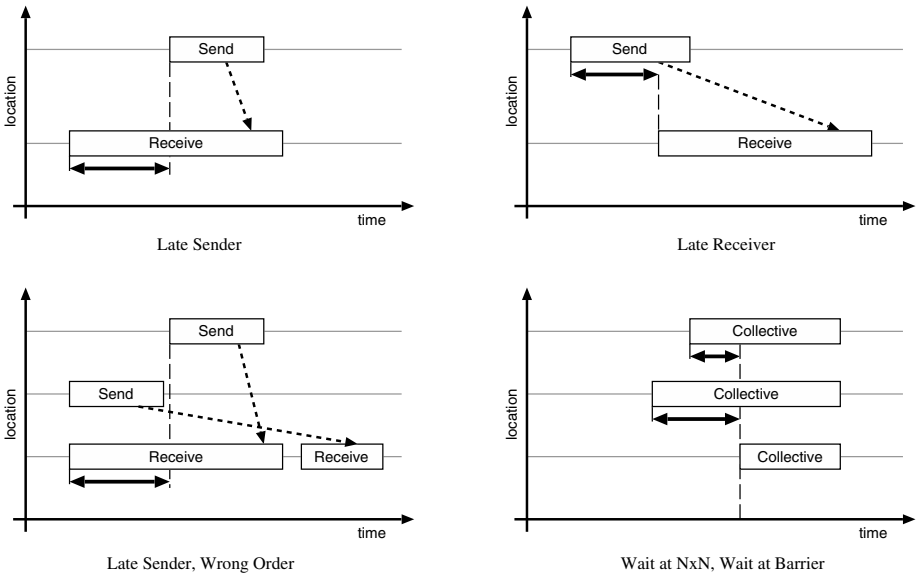 Send
location
Receive
time
Late Sender
Send
location
Receive
time
Late Receiver
Send
Send
location
Receive
Receive
time
Late Sender, Wrong Order
Collective
Collective
location
Collective
time
Wait at NxN, Wait at Barrier